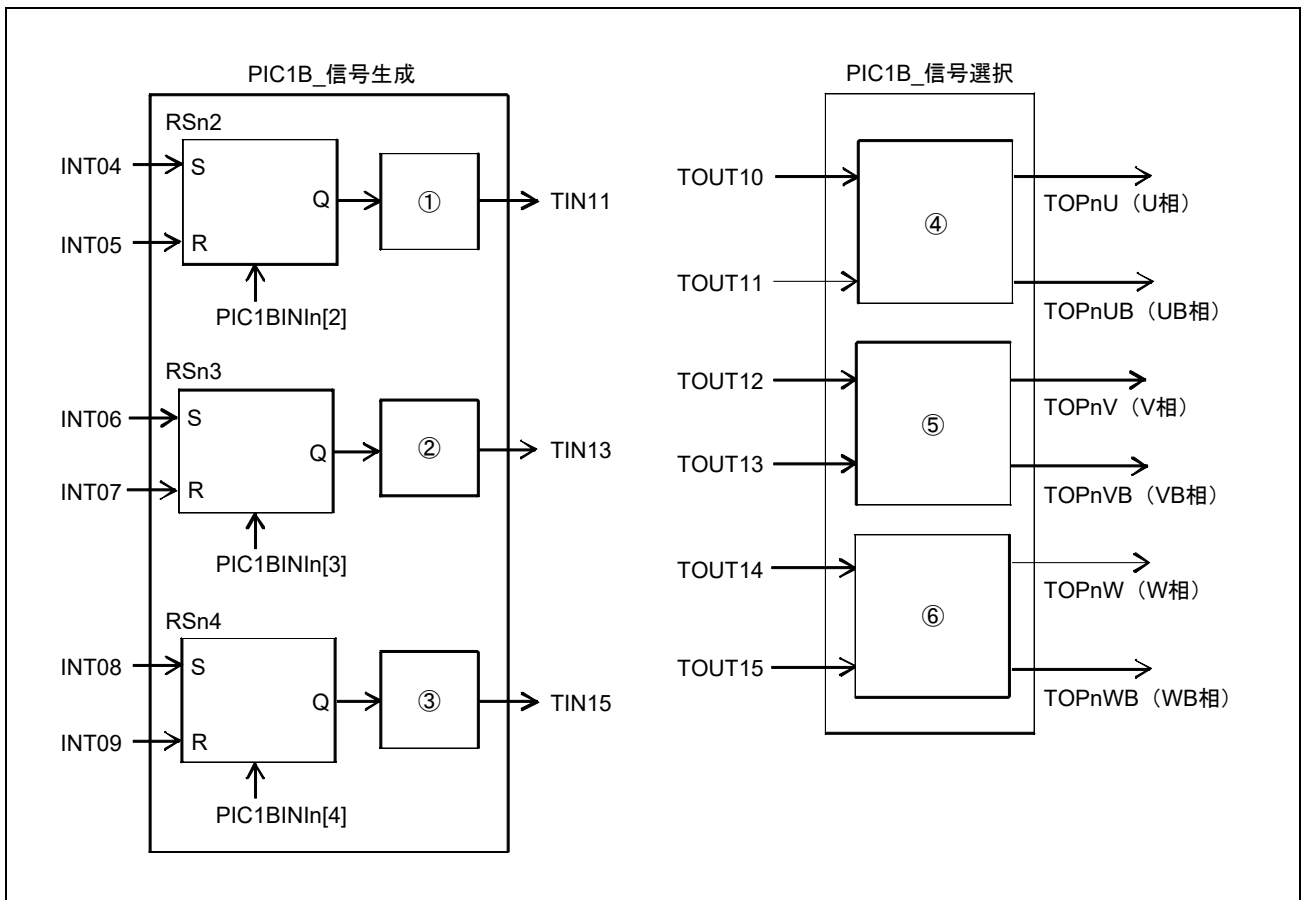 PIC1B_信号生成
RSn2
INT04
S
Q
①
TIN11
INT05
R
PIC1BINIn[2]
RSn3
INT06
S
Q
②
TIN13
INT07
R
PIC1BINIn[3]
RSn4
INT08
S
Q
③
TIN15
INT09
R
PIC1BINIn[4]
PIC1B_信号選択
TOUT10
④
TOPnU（U相）
TOUT11
TOPnUB（UB相）
TOUT12
⑤
TOPnV（V相）
TOUT13
TOPnVB（VB相）
TOUT14
⑥
TOPnW（W相）
TOUT15
TOPnWB（WB相）